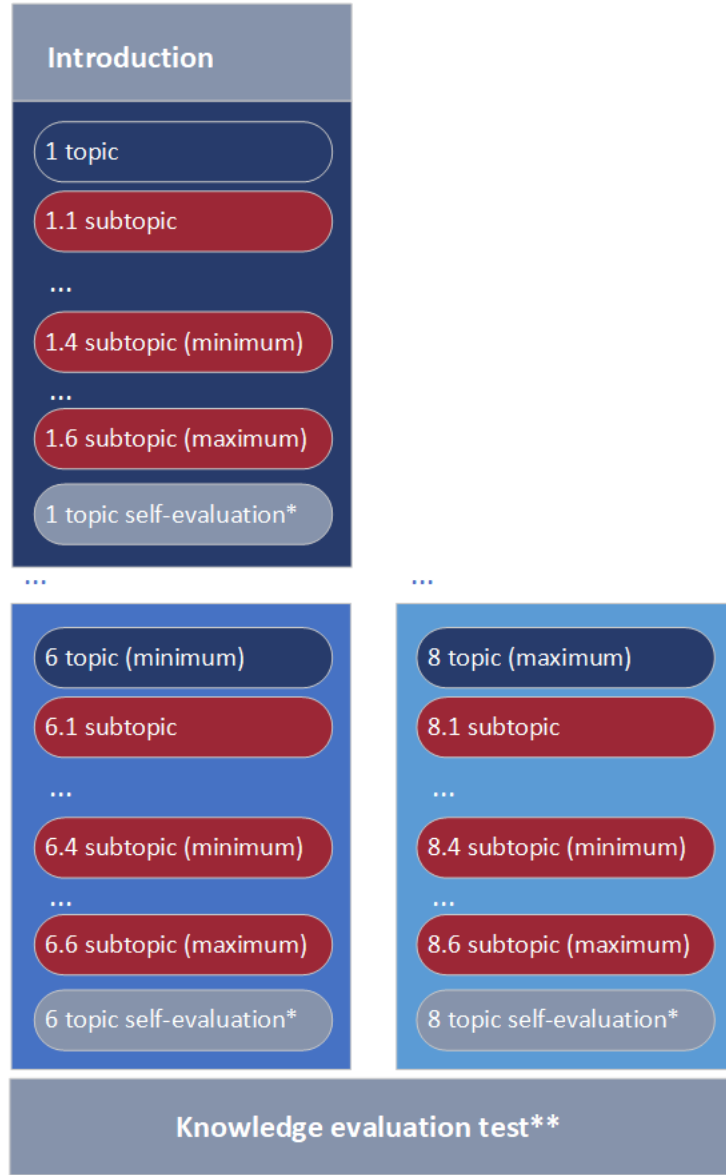 Introduction
1 topic
1.1 subtopic
...
1.4 subtopic (minimum)
...
1.6 subtopic (maximum)
1 topic self-evaluation*
...
6 topic (minimum)
6.1 subtopic
...
6.4 subtopic (minimum)
...
6.6 subtopic (maximum)
6 topic self-evaluation*
...
8 topic (maximum)
8.1 subtopic
...
8.4 subtopic (minimum)
...
8.6 subtopic (maximum)
8 topic self-evaluation*
Knowledge evaluation test**